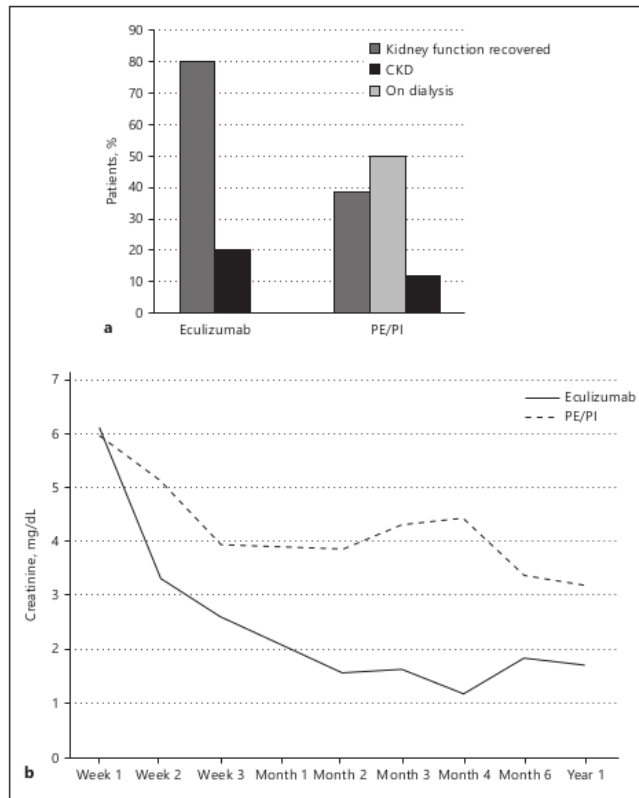 90
80
70
60
50
40
30
20
10
0
Patients, %
Kidney function recovered
CKD
On dialysis
Eculizumab
PE/PI
a
7
6
5
4
3
2
1
0
Creatinine, mg/dL
Eculizumab
PE/PI
Week 1 Week 2 Week 3 Month 1 Month 2 Month 3 Month 4 Month 6 Year 1
b